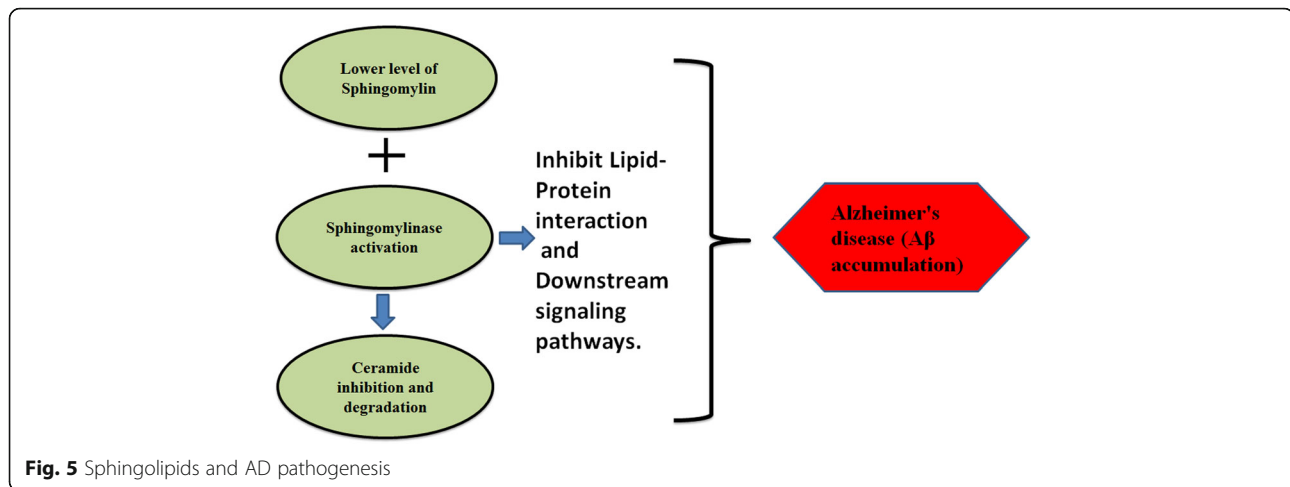 Lower level of
Sphingomylin
+
Sphingomylinase
activation
Ceramide
inhibition and
degradation
Inhibit Lipid-
Protein
interaction
and
Downstream
signaling
pathways.
Alzheimer's
disease (Aβ
accumulation)
Fig. 5 Sphingolipids and AD pathogenesis